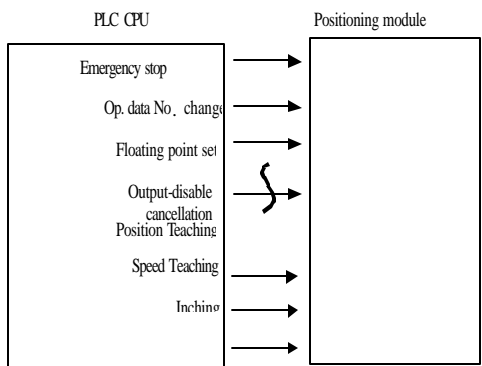 PLC CPU
Positioning module
Emergency stop
Op. data No. change
Floating point set
Output-disable
cancellation
Position Teaching
Speed Teaching
Inching